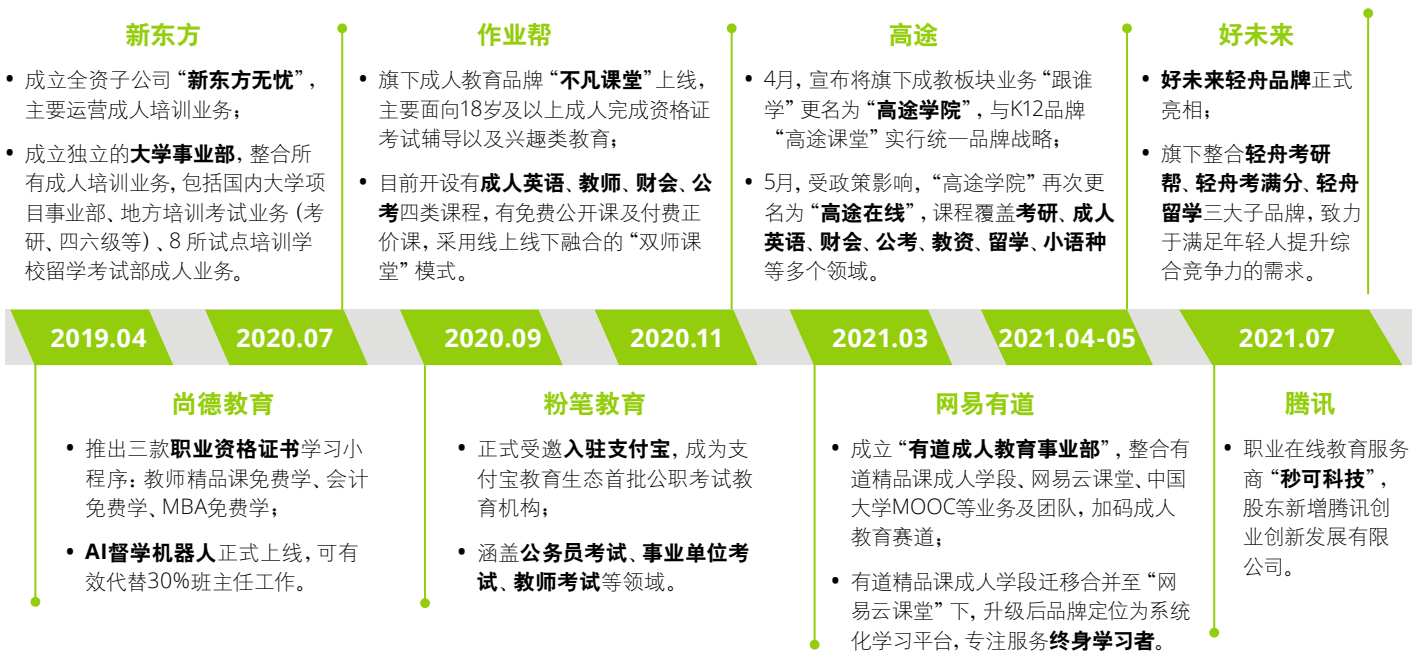 新东方
• 成立全资子公司“新东方无忧”，
主要运营成人培训业务；
• 成立独立的大学事业部，整合所
有成人培训业务，包括国内大学项
目事业部、地方培训考试业务（考
研、四六级等）、8 所试点培训学
校留学考试部成人业务。
作业帮
• 旗下成人教育品牌“不凡课堂”上线，
主要面向18岁及以上成人完成资格证
考试辅导以及兴趣类教育；
• 目前开设有成人英语、教师、财会、公
考四类课程，有免费公开课及付费正
价课，采用线上线下融合的“双师课
堂”模式。
高途
• 4月，宣布将旗下成教板块业务“跟谁
学”更名为“高途学院”，与K12品牌
“高途课堂”实行统一品牌战略；
• 5月，受政策影响，“高途学院”再次更
名为“高途在线”，课程覆盖考研、成人
英语、财会、公考、教资、留学、小语种
等多个领域。
好未来
• 好未来轻舟品牌正式
亮相；
• 旗下整合轻舟考研
帮、轻舟考满分、轻舟
留学三大子品牌，致力
于满足年轻人提升综
合竞争力的需求。
2019.04
2020.07
2020.09
2020.11
2021.03
2021.04-05
2021.07
尚德教育
• 推出三款职业资格证书学习小
程序：教师精品课免费学、会计
免费学、MBA免费学；
• AI督学机器人正式上线，可有
效代替30%班主任工作。
粉笔教育
• 正式受邀入驻支付宝，成为支
付宝教育生态首批公职考试教
育机构；
• 涵盖公务员考试、事业单位考
试、教师考试等领域。
网易有道
• 成立“有道成人教育事业部”，整合有
道精品课成人学段、网易云课堂、中国
大学MOOC等业务及团队，加码成人
教育赛道；
• 有道精品课成人学段迁移合并至“网
易云课堂”下，升级后品牌定位为系统
化学习平台，专注服务终身学习者。
腾讯
• 职业在线教育服务
商“秒可科技”，
股东新增腾讯创
业创新发展有限
公司。